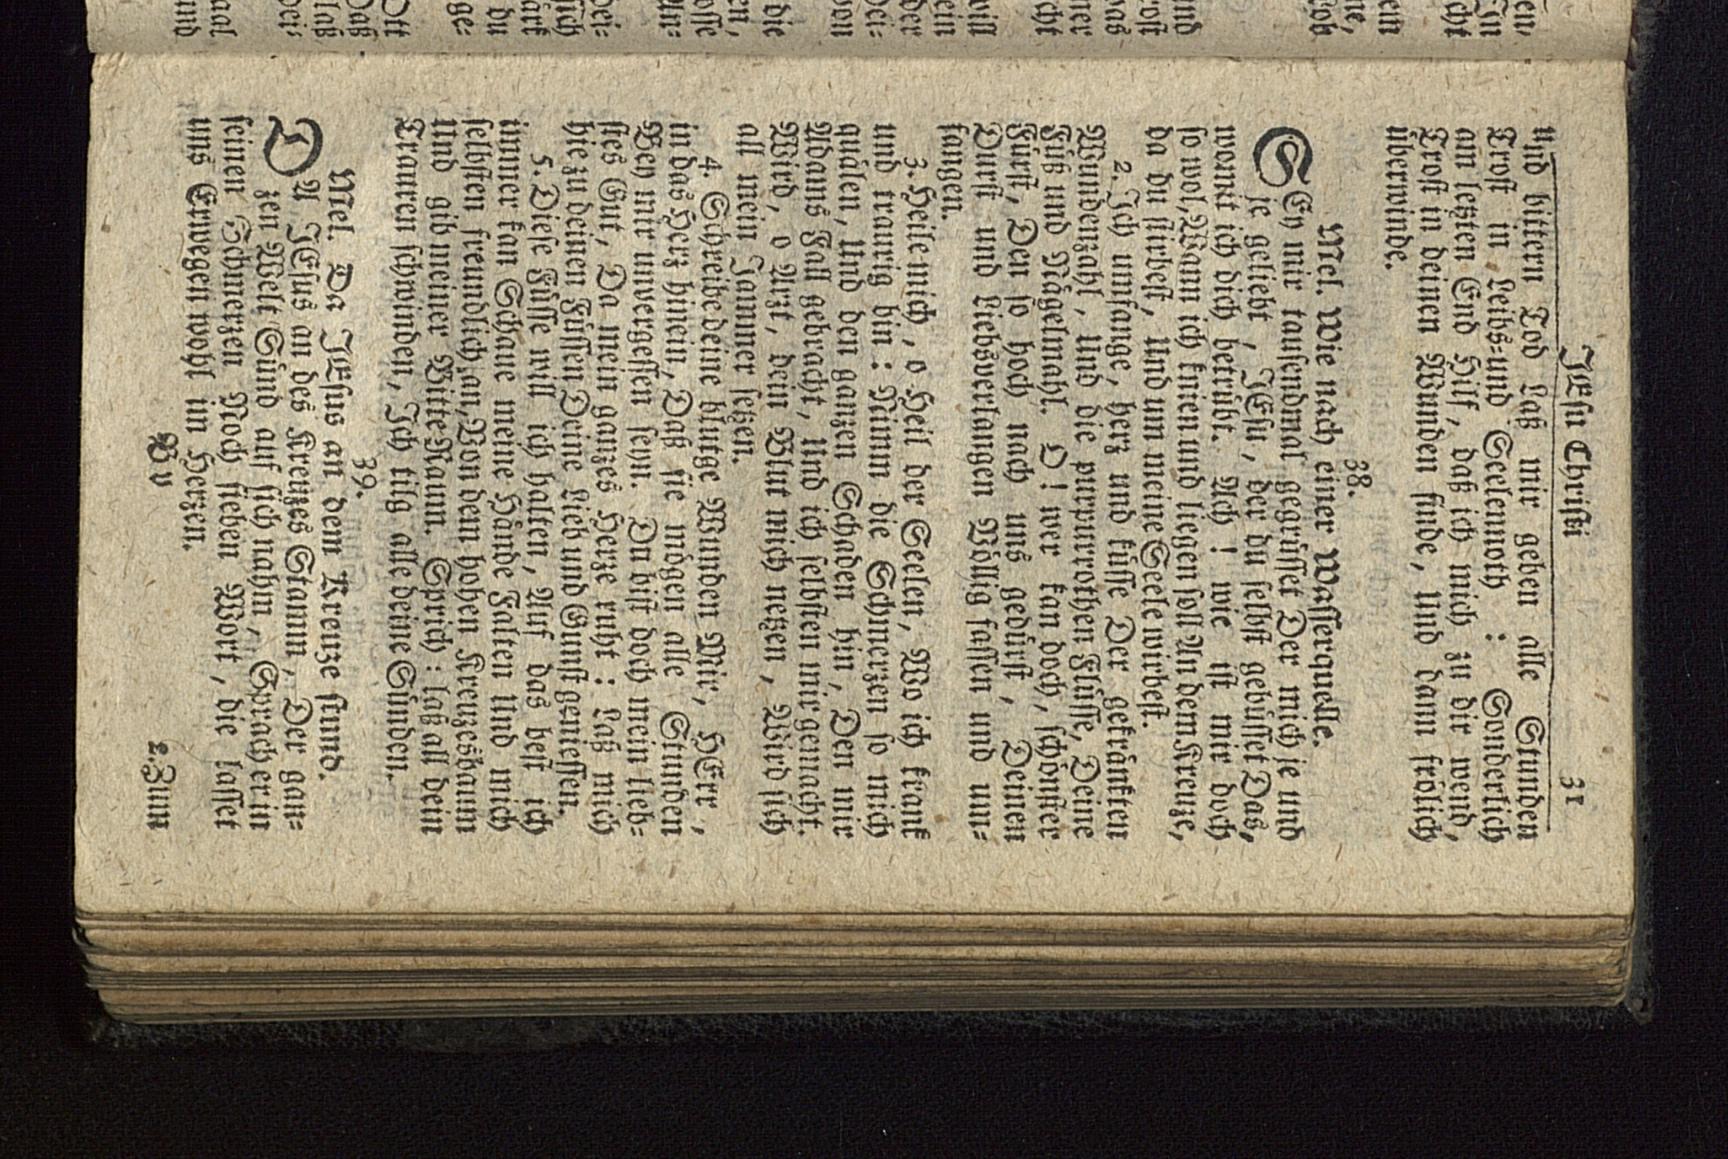 JEsu Christi 31
und bittern Tod Laß mir geben alle Stunden
Trost in Leibs-und Seelennoth : Sonderlich
am letzten End Hilf, daß ich mich zu dir wend,
Trost in deinen Wunden finde, Und dann frölich
überwinde.
38.
Mel. Wie nach einer Wasserquelle.
SEy mir tausendmal gegrüsset Der mich je und
je geliebt, JEsu, der du selbst gebüsset Das,
womit ich dich betrübt. Ach ! wie ist mir doch
so wol, Wann ich knien und liegen soll An dem Kreuze,
da du stirbest, Und um meine Seele wirbest.
2. Ich umfange, herz und küsse Der gekränkten
Wunden zahl, Und die purpurrothen Flüsse, Deine
Füß und Nägelmahl. O ! wer kan doch, schönster
Fürst, Den so hoch nach uns gedürst, Deinen
Durst und Liebsverlangen Völlig fassen und um-
fangen.
3. Heile mich, o Heil der Seelen, Wo ich krank
und traurig bin : Nimm die Schmerzen so mich
quälen, Und den ganzen Schaden hin, Den mir
Adams Fall gebracht, Und ich selbsten mir gemacht.
Wird, o Arzt, dein Blut mich netzen, Wird sich
all mein Jammer setzen.
4. Schreibe deine blutge Wunden Mir, HErr,
in das Herz hinein, Daß sie mögen alle Stunden
Bey mir unvergessen seyn. Du bist doch mein lieb-
stes Gut, Da mein ganzes Herze ruht : Laß mich
hie zu deinen Füssen Deine Lieb und Gunst geniessen.
5. Diese Füsse will ich halten, Auf das best ich
immer kan Schaue meine Hände Falten Und mich
selbsten freundlich an, Von dem hohen Kreuzesbaum
Und gib meiner Bitte Raum. Sprich : laß all dein
Trauren schwinden, Ich tilg alle deine Sünden.
39.
Mel. Da JEsus an dem Kreuze stund.
DA JEsus an des Kreuzes Stamm, Der gan-
zen Welt Sünd auf sich nahm, Sprach er in
seinen Schmerzen Noch sieben Wort, die lasset
uns Erwegen wohl im Herzen.
B v 2. Zum